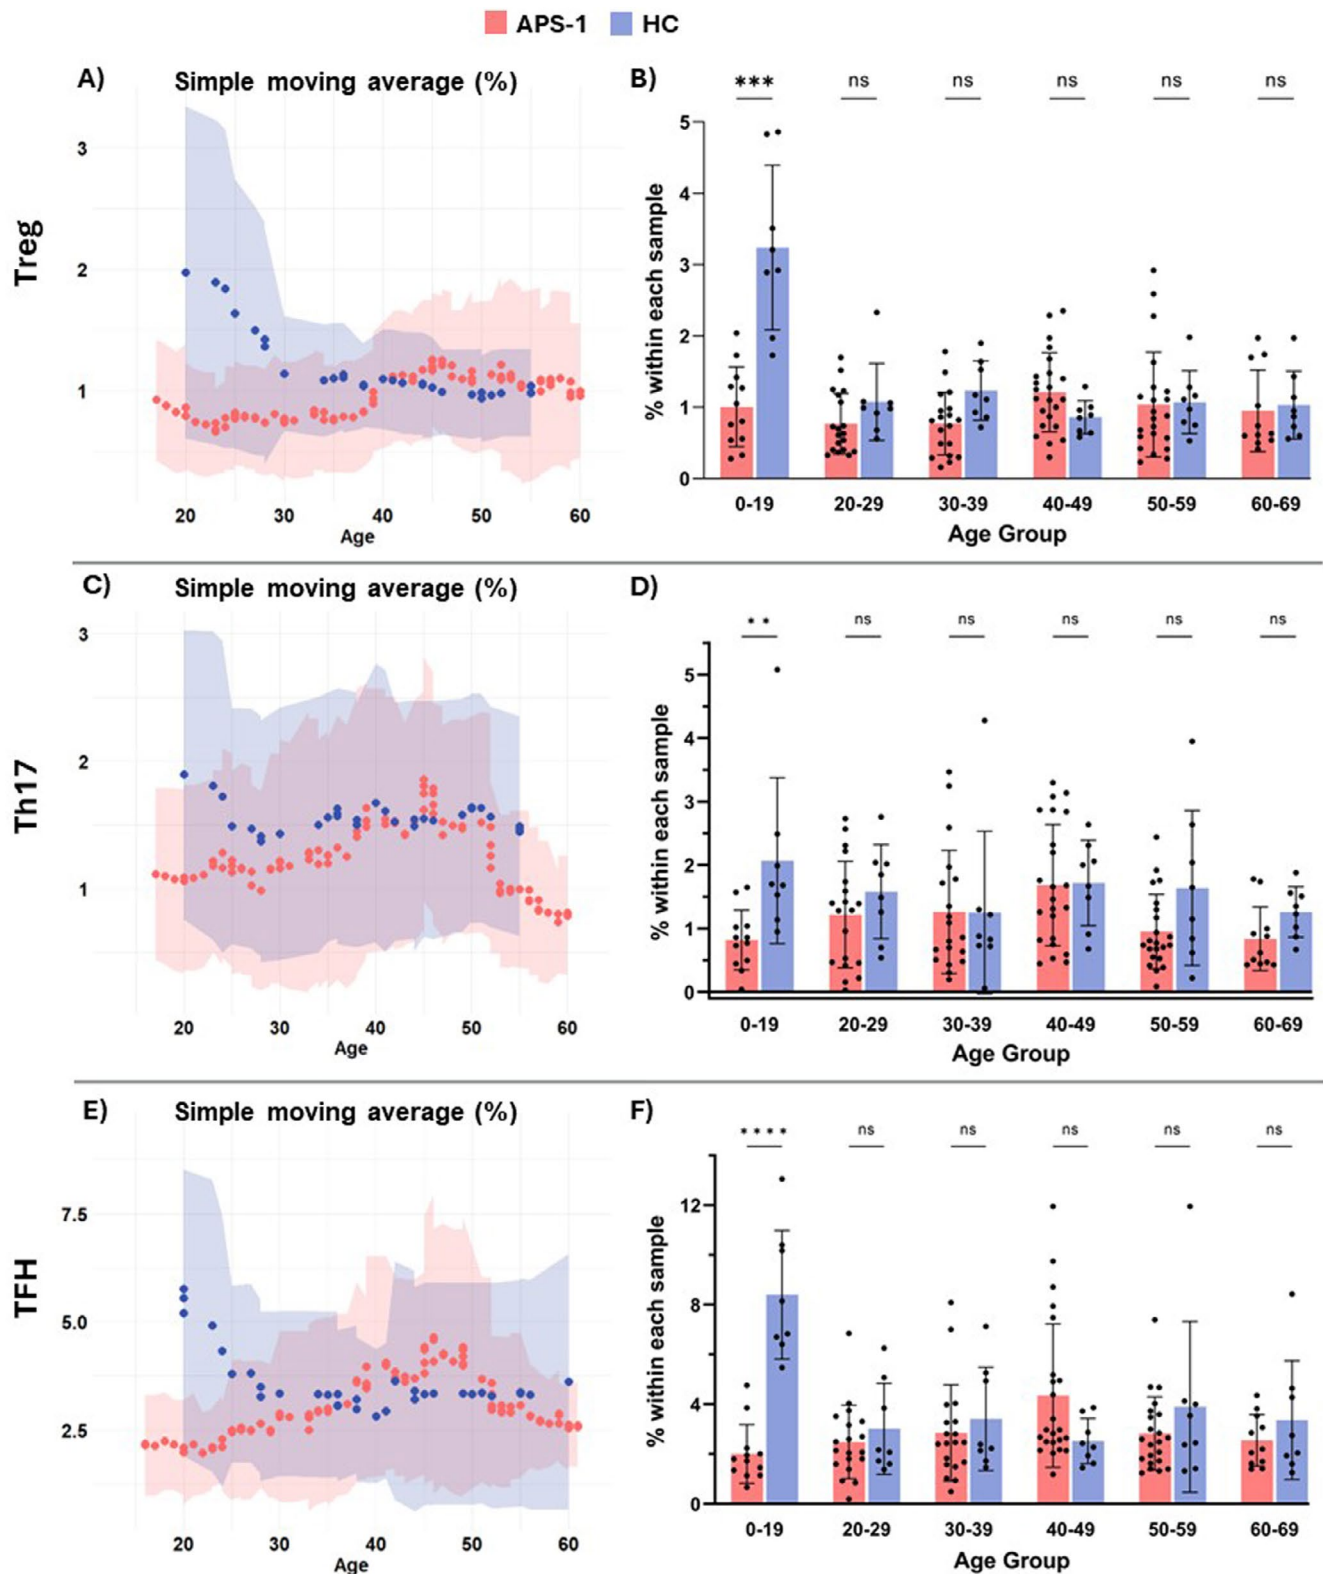 APS-1 HC
A) Simple moving average (%)
Treg
3
2
1
20 30 40 50 60
Age
B)
*** ns ns ns ns ns
% within each sample
5
4
3
2
1
0
0-19 20-29 30-39 40-49 50-59 60-69
Age Group
C) Simple moving average (%)
Th17
3
2
1
20 30 40 50 60
Age
D)
** ns ns ns ns ns
% within each sample
5
4
3
2
1
0
0-19 20-29 30-39 40-49 50-59 60-69
Age Group
E) Simple moving average (%)
TFH
7.5
5.0
2.5
20 30 40 50 60
Age
F)
**** ns ns ns ns ns
% within each sample
12
8
4
0
0-19 20-29 30-39 40-49 50-59 60-69
Age Group